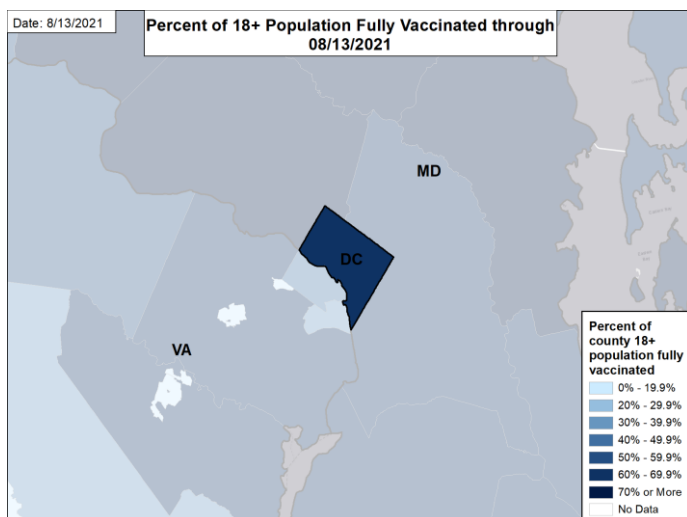 Date: 8/13/2021
Percent of 18+ Population Fully Vaccinated through
08/13/2021
MD
DC
VA
Percent of
county 18+
population fully
vaccinated
0% - 19.9%
20% - 29.9%
30% - 39.9%
40% - 49.9%
50% - 59.9%
60% - 69.9%
70% or More
No Data